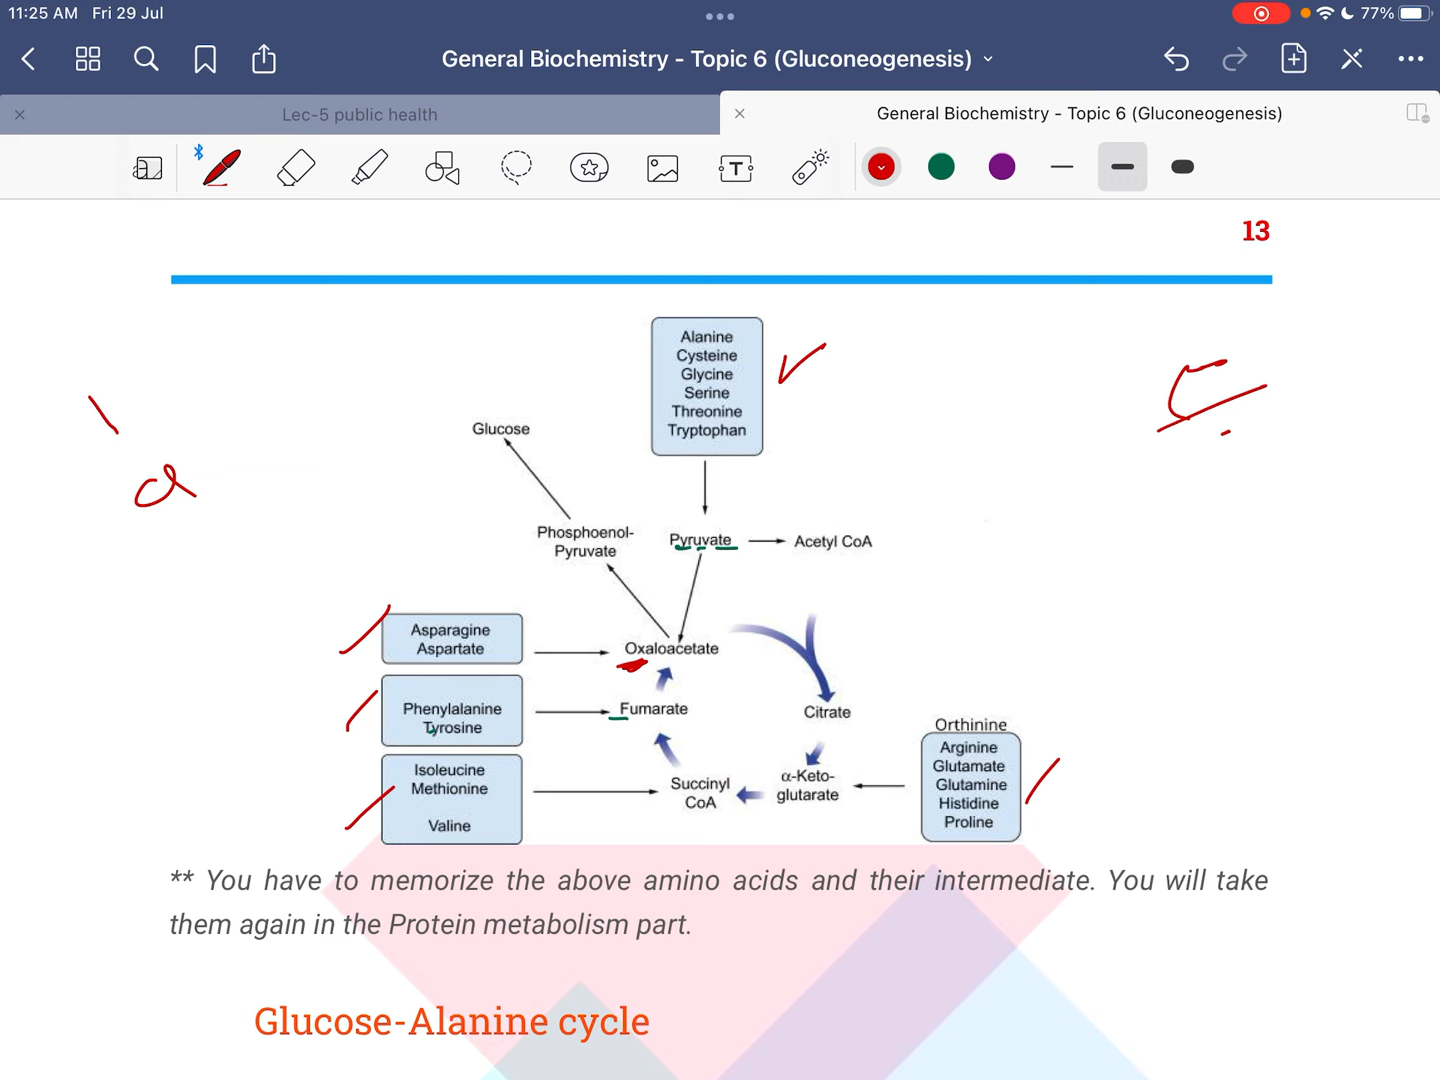 11:25 AM Fri 29 Jul
77%
General Biochemistry - Topic 6 (Gluconeogenesis)
Lec-5 public health
General Biochemistry - Topic 6 (Gluconeogenesis)
13
Alanine
Cysteine
Glycine
Serine
Threonine
Tryptophan
Glucose
Phosphoenol-
Pyruvate
Pyruvate
Acetyl CoA
Asparagine
Aspartate
Oxaloacetate
Phenylalanine
Tyrosine
Fumarate
Citrate
Isoleucine
Methionine
Valine
Succinyl
CoA
α-Keto-
glutarate
Orthinine
Arginine
Glutamate
Glutamine
Histidine
Proline
** You have to memorize the above amino acids and their intermediate. You will take
them again in the Protein metabolism part.
Glucose-Alanine cycle